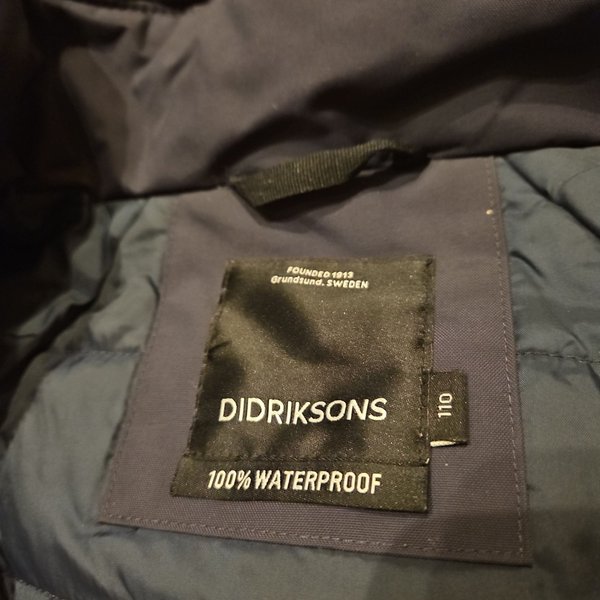 FOUNDED 1913
Grundsund. SWEDEN
DIDRIKSONS
110
100% WATERPROOF